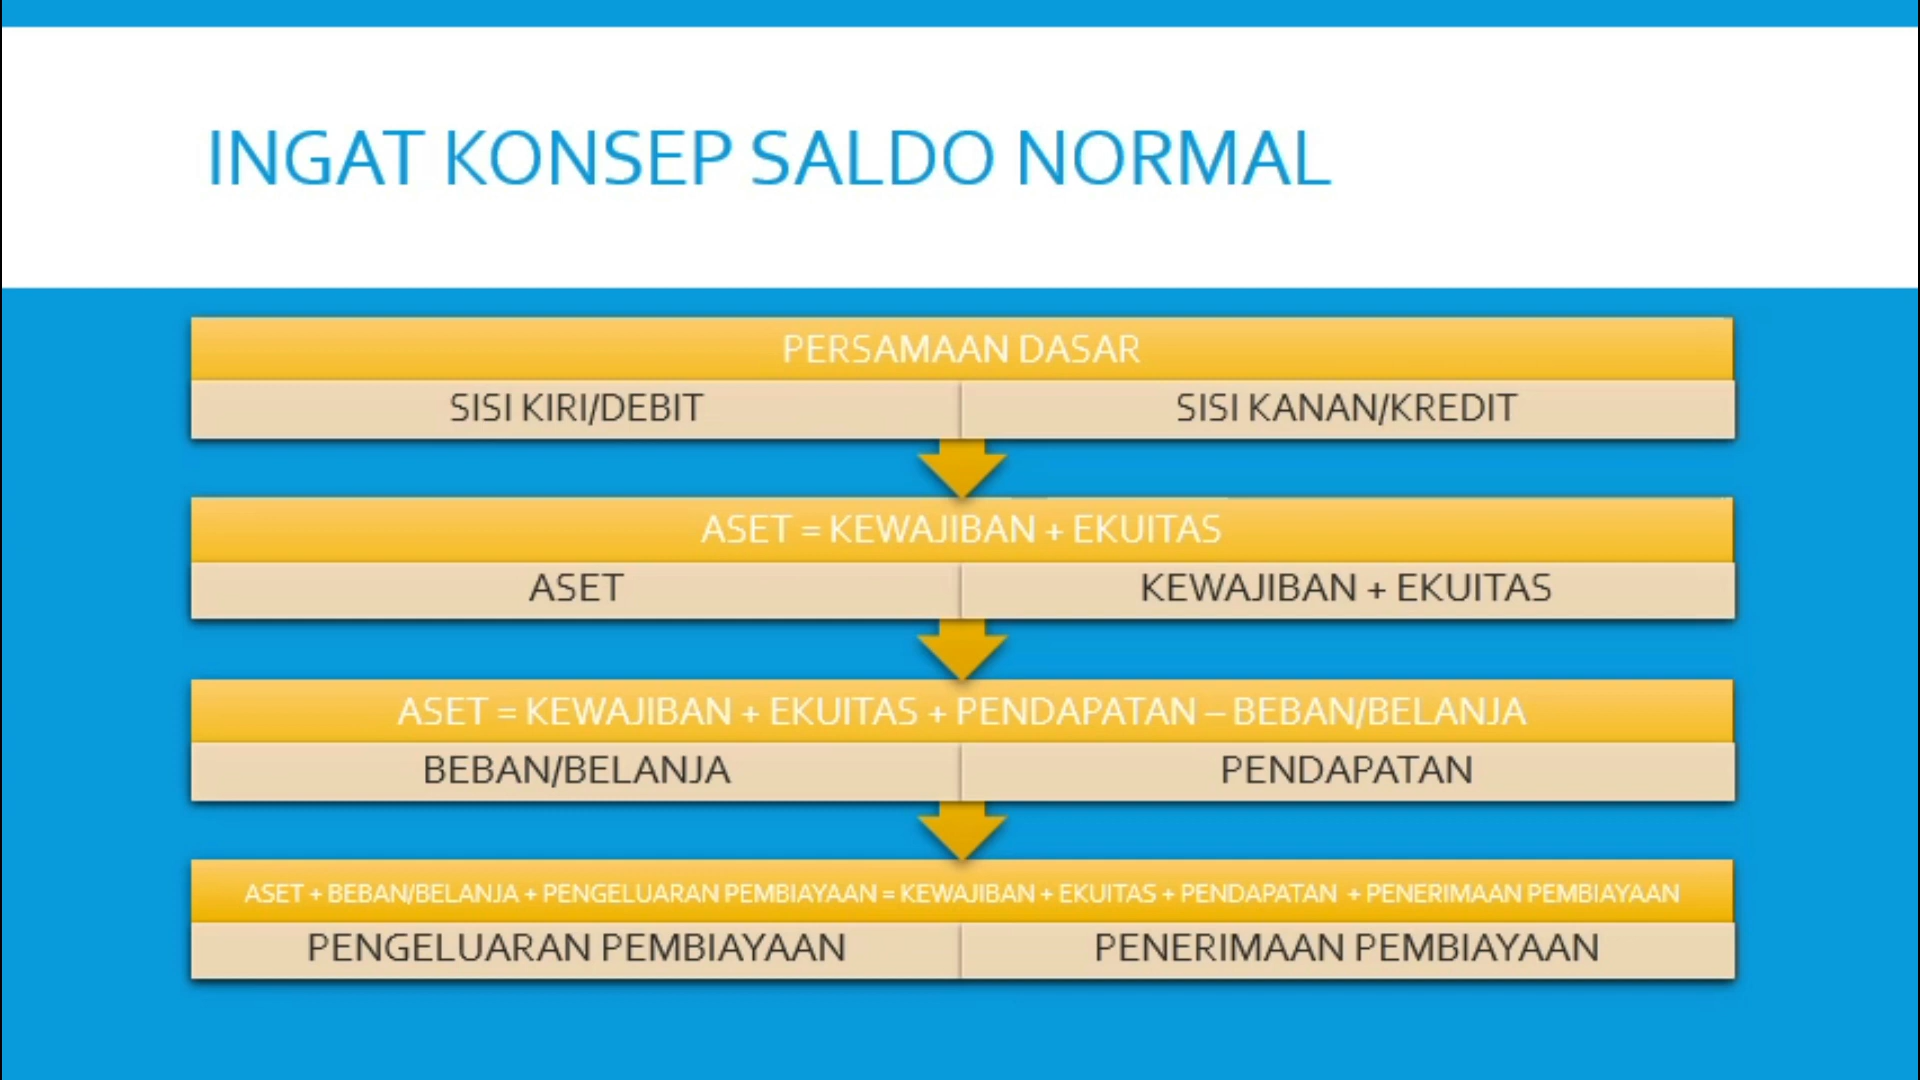 INGAT KONSEP SALDO NORMAL
PERSAMAAN DASAR
SISI KIRI/DEBIT
SISI KANAN/KREDIT
ASET = KEWAJIBAN + EKUITAS
ASET
KEWAJIBAN + EKUITAS
ASET = KEWAJIBAN + EKUITAS + PENDAPATAN – BEBAN/BELANJA
BEBAN/BELANJA
PENDAPATAN
ASET + BEBAN/BELANJA + PENGELUARAN PEMBIAYAAN = KEWAJIBAN + EKUITAS + PENDAPATAN + PENERIMAAN PEMBIAYAAN
PENGELUARAN PEMBIAYAAN
PENERIMAAN PEMBIAYAAN